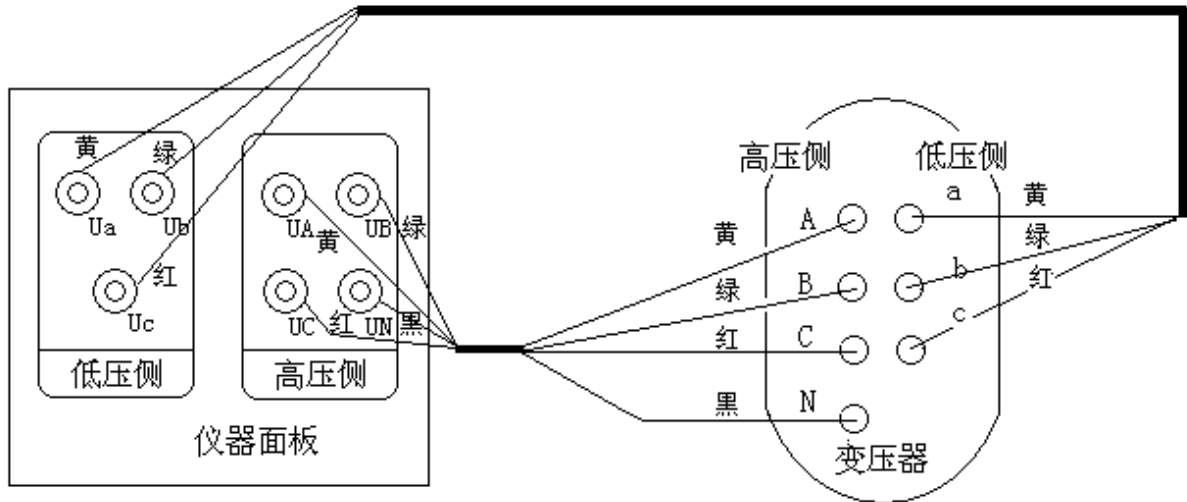 黄 绿
Ua Ub
红
Uc
低压侧
UA 黄 UB 绿
UC 红 UN 黑
高压侧
仪器面板
黄
绿
红
黑
高压侧 低压侧
A a 黄
B b 绿
C c 红
N
变压器